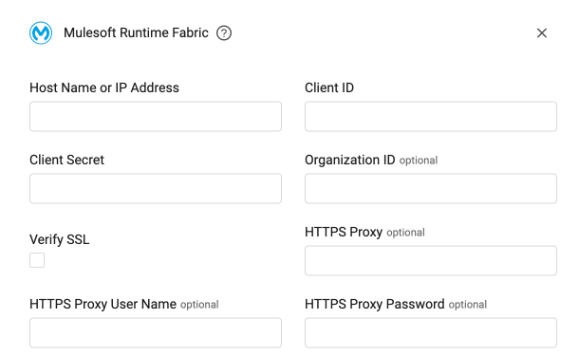 Mulesoft Runtime Fabric
Host Name or IP Address
Client ID
Client Secret
Organization ID optional
Verify SSL
HTTPS Proxy optional
HTTPS Proxy User Name optional
HTTPS Proxy Password optional